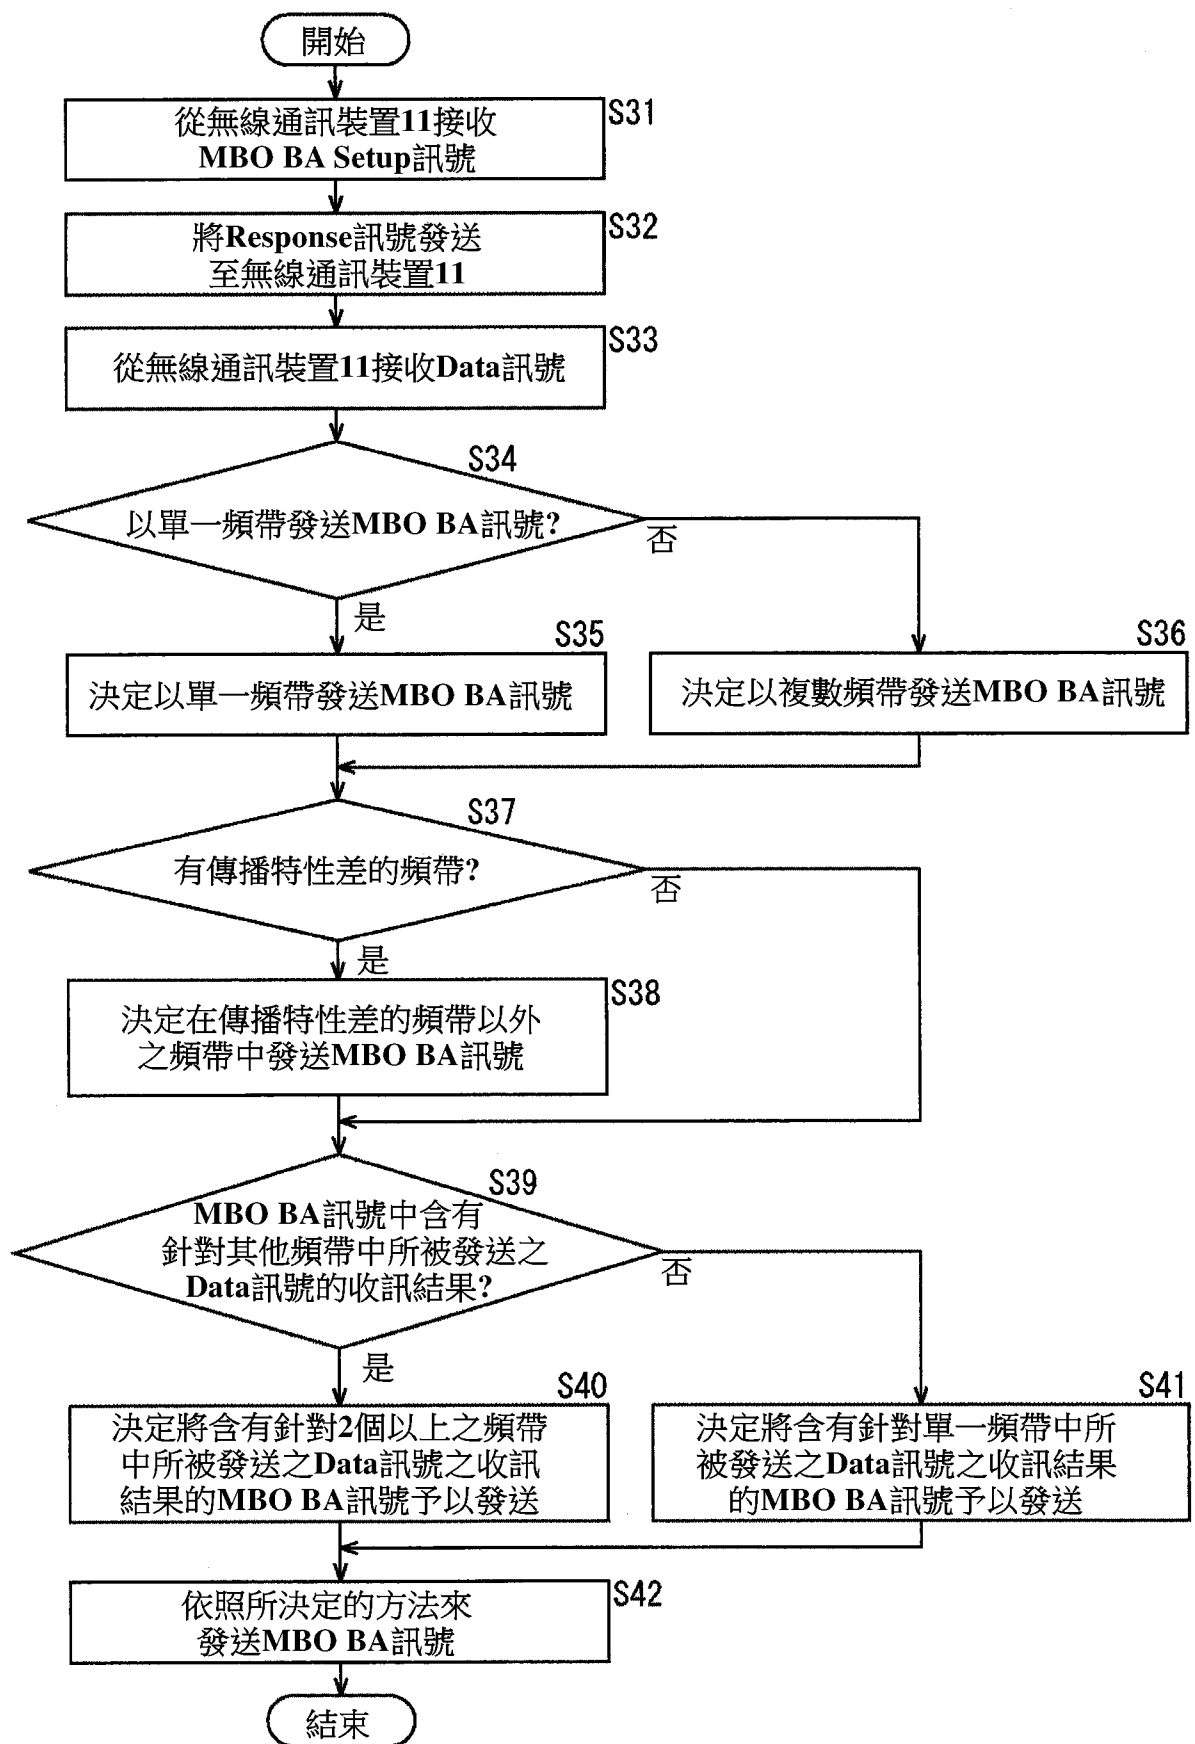 開始
S31
從無線通訊裝置11接收
MBO BA Setup訊號
S32
將Response訊號發送
至無線通訊裝置11
S33
從無線通訊裝置11接收Data訊號
S34
以單一頻帶發送MBO BA訊號?
否
是
S35
決定以單一頻帶發送MBO BA訊號
S36
決定以複數頻帶發送MBO BA訊號
S37
有傳播特性差的頻帶?
否
是
S38
決定在傳播特性差的頻帶以外
之頻帶中發送MBO BA訊號
S39
MBO BA訊號中含有
針對其他頻帶中所被發送之
Data訊號的收訊結果?
否
是
S40
決定將含有針對2個以上之頻帶
中所被發送之Data訊號之收訊
結果的MBO BA訊號予以發送
S41
決定將含有針對單一頻帶中所
被發送之Data訊號之收訊結果
的MBO BA訊號予以發送
S42
依照所決定的方法來
發送MBO BA訊號
結束